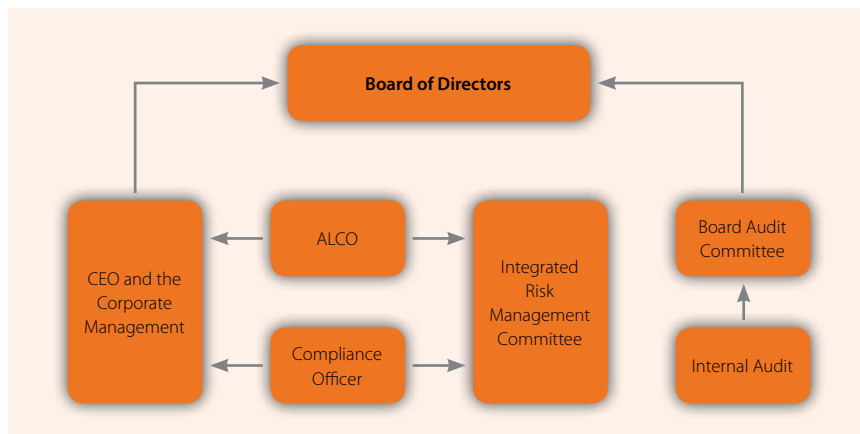 Board of Directors
CEO and the
Corporate
Management
ALCO
Compliance
Officer
Integrated
Risk
Management
Committee
Board Audit
Committee
Internal Audit